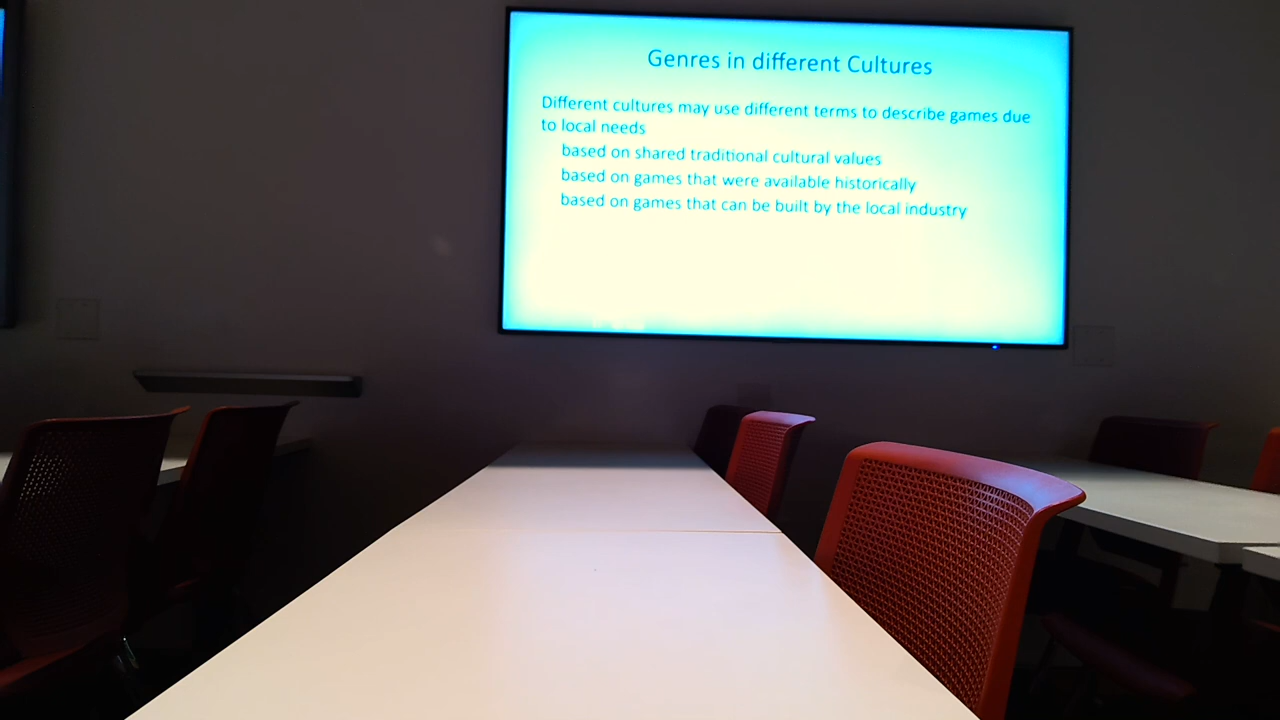 Genres in different Cultures
Different cultures may use different terms to describe games due
to local needs
based on shared traditional cultural values
based on games that were available historically
based on games that can be built by the local industry